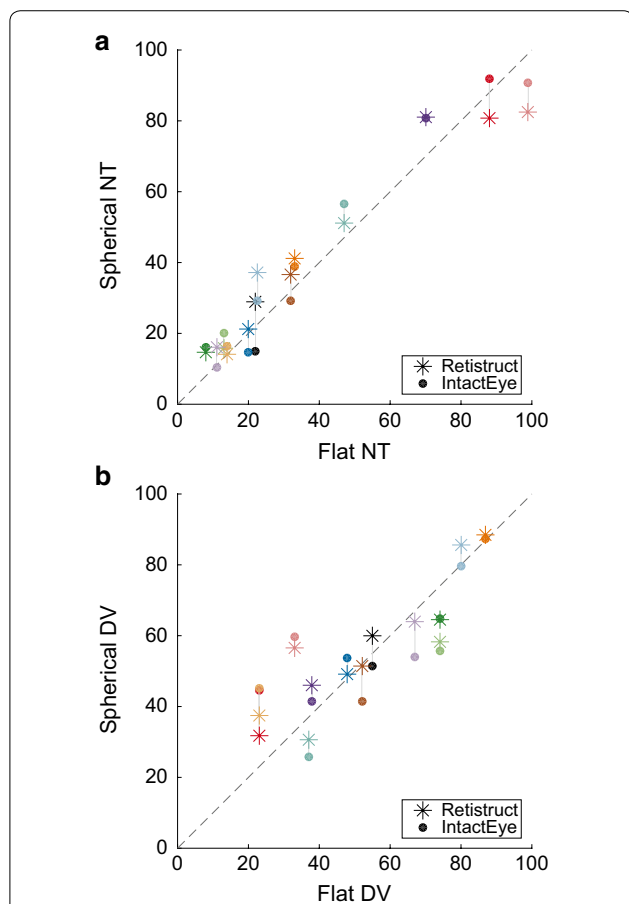 a
100
80
60
40
20
0
Spherical NT
Retistruct
IntactEye
0 20 40 60 80 100
Flat NT
b
100
80
60
40
20
0
Spherical DV
Retistruct
IntactEye
0 20 40 60 80 100
Flat DV